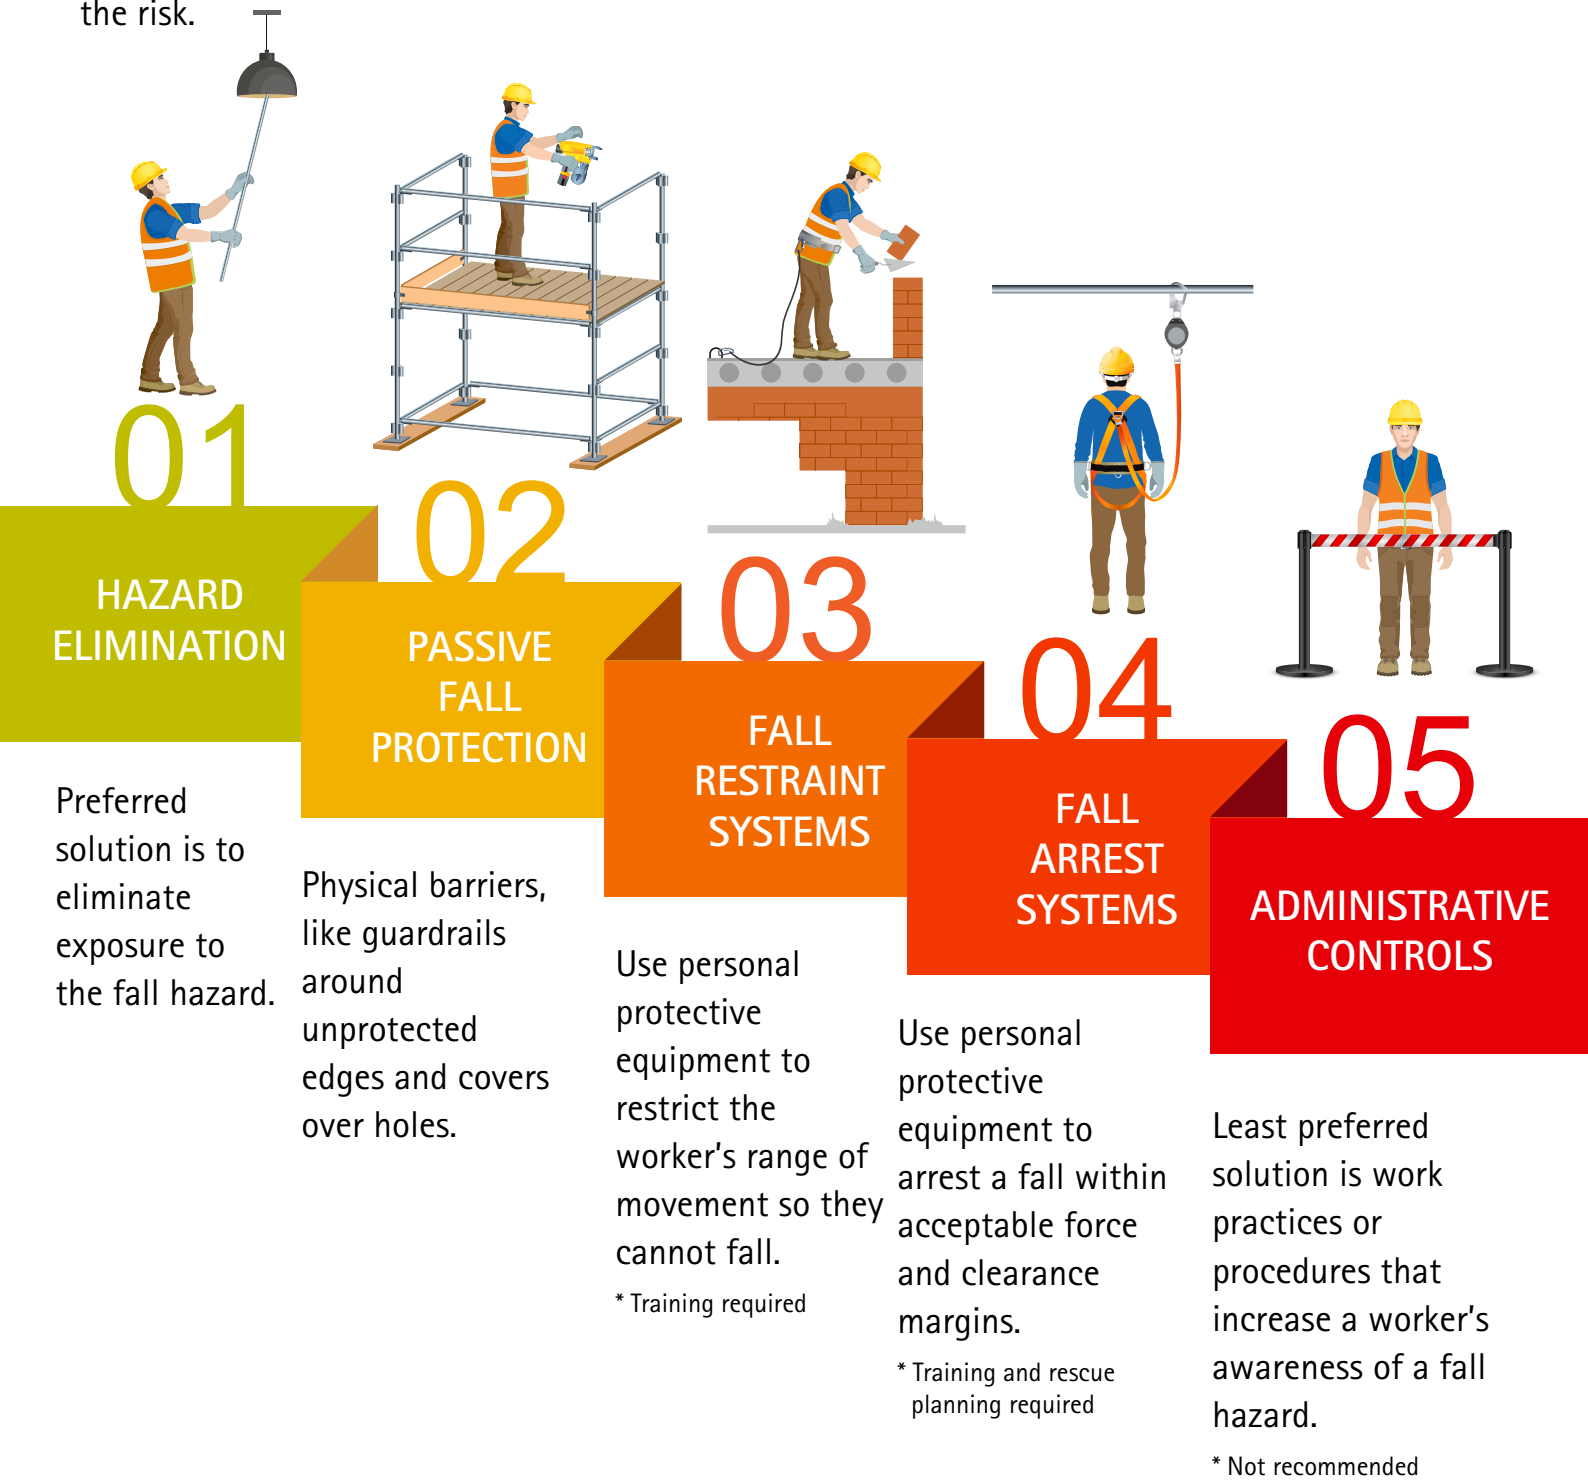 the risk.
01
HAZARD
ELIMINATION
Preferred
solution is to
eliminate
exposure to
the fall hazard.
02
PASSIVE
FALL
PROTECTION
Physical barriers,
like guardrails
around
unprotected
edges and covers
over holes.
03
FALL
RESTRAINT
SYSTEMS
Use personal
protective
equipment to
restrict the
worker's range of
movement so they
cannot fall.
* Training required
04
FALL
ARREST
SYSTEMS
Use personal
protective
equipment to
arrest a fall within
acceptable force
and clearance
margins.
* Training and rescue
planning required
05
ADMINISTRATIVE
CONTROLS
Least preferred
solution is work
practices or
procedures that
increase a worker's
awareness of a fall
hazard.
* Not recommended